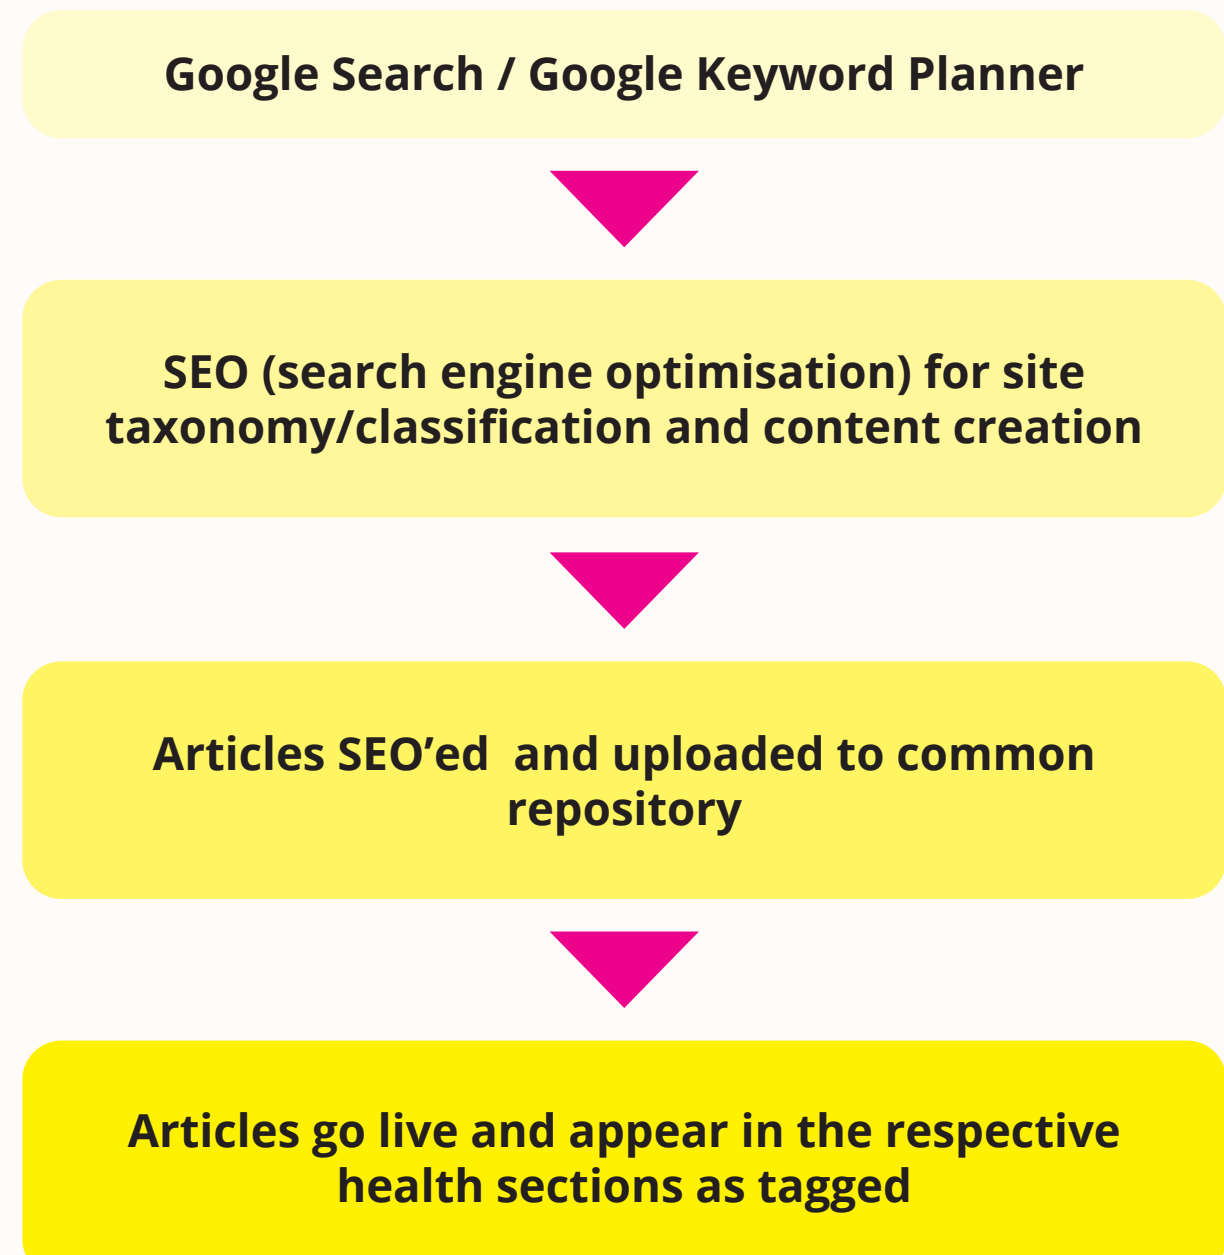 Google Search / Google Keyword Planner
SEO (search engine optimisation) for site
taxonomy/classification and content creation
Articles SEO’ed  and uploaded to common
repository
Articles go live and appear in the respective
health sections as tagged